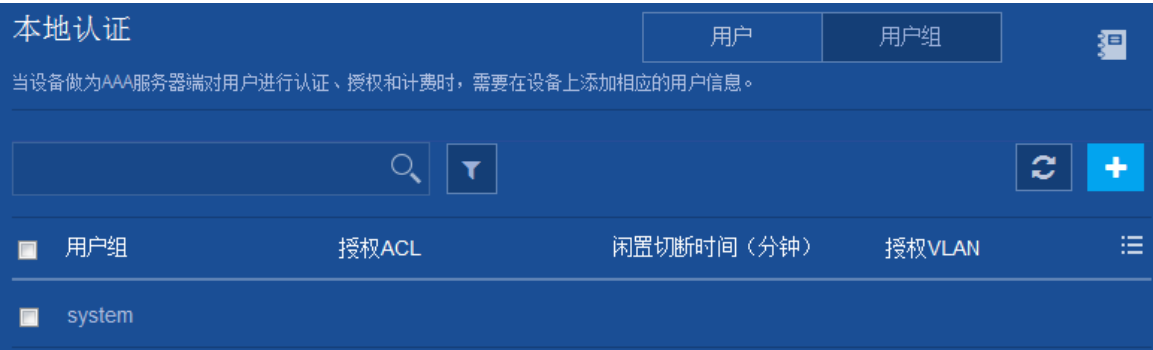 本地认证
用户 用户组
当设备做为AAA服务器端对用户进行认证、授权和计费时，需要在设备上添加相应的用户信息。
用户组 授权ACL 闲置切断时间（分钟） 授权VLAN
system